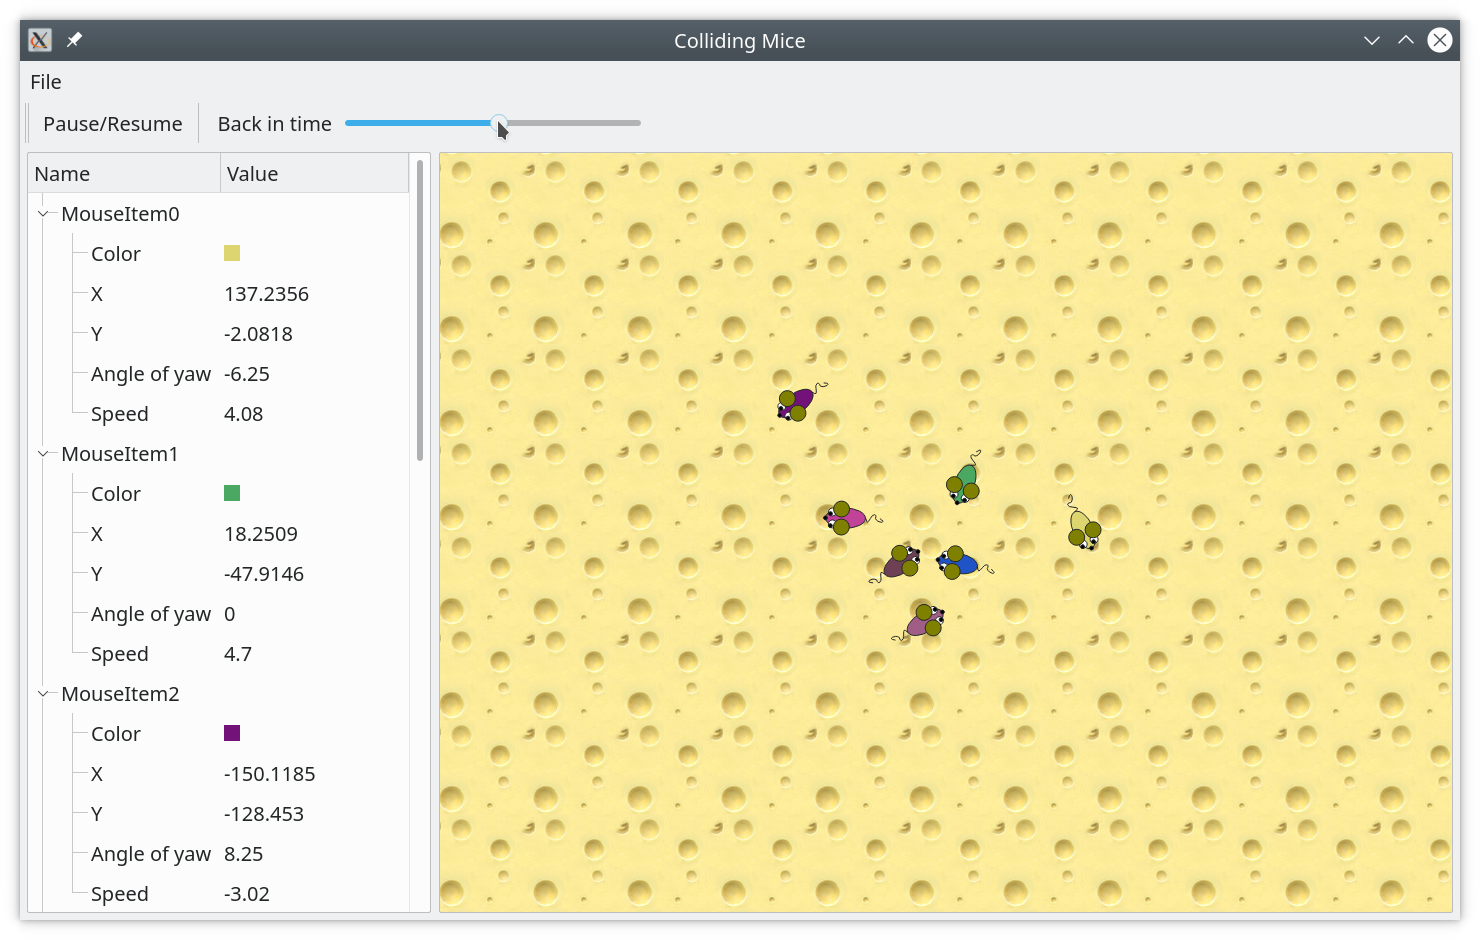 Colliding Mice
File
Pause/Resume Back in time
Name Value
MouseItem0
Color
X 137.2356
Y -2.0818
Angle of yaw -6.25
Speed 4.08
MouseItem1
Color
X 18.2509
Y -47.9146
Angle of yaw 0
Speed 4.7
MouseItem2
Color
X -150.1185
Y -128.453
Angle of yaw 8.25
Speed -3.02